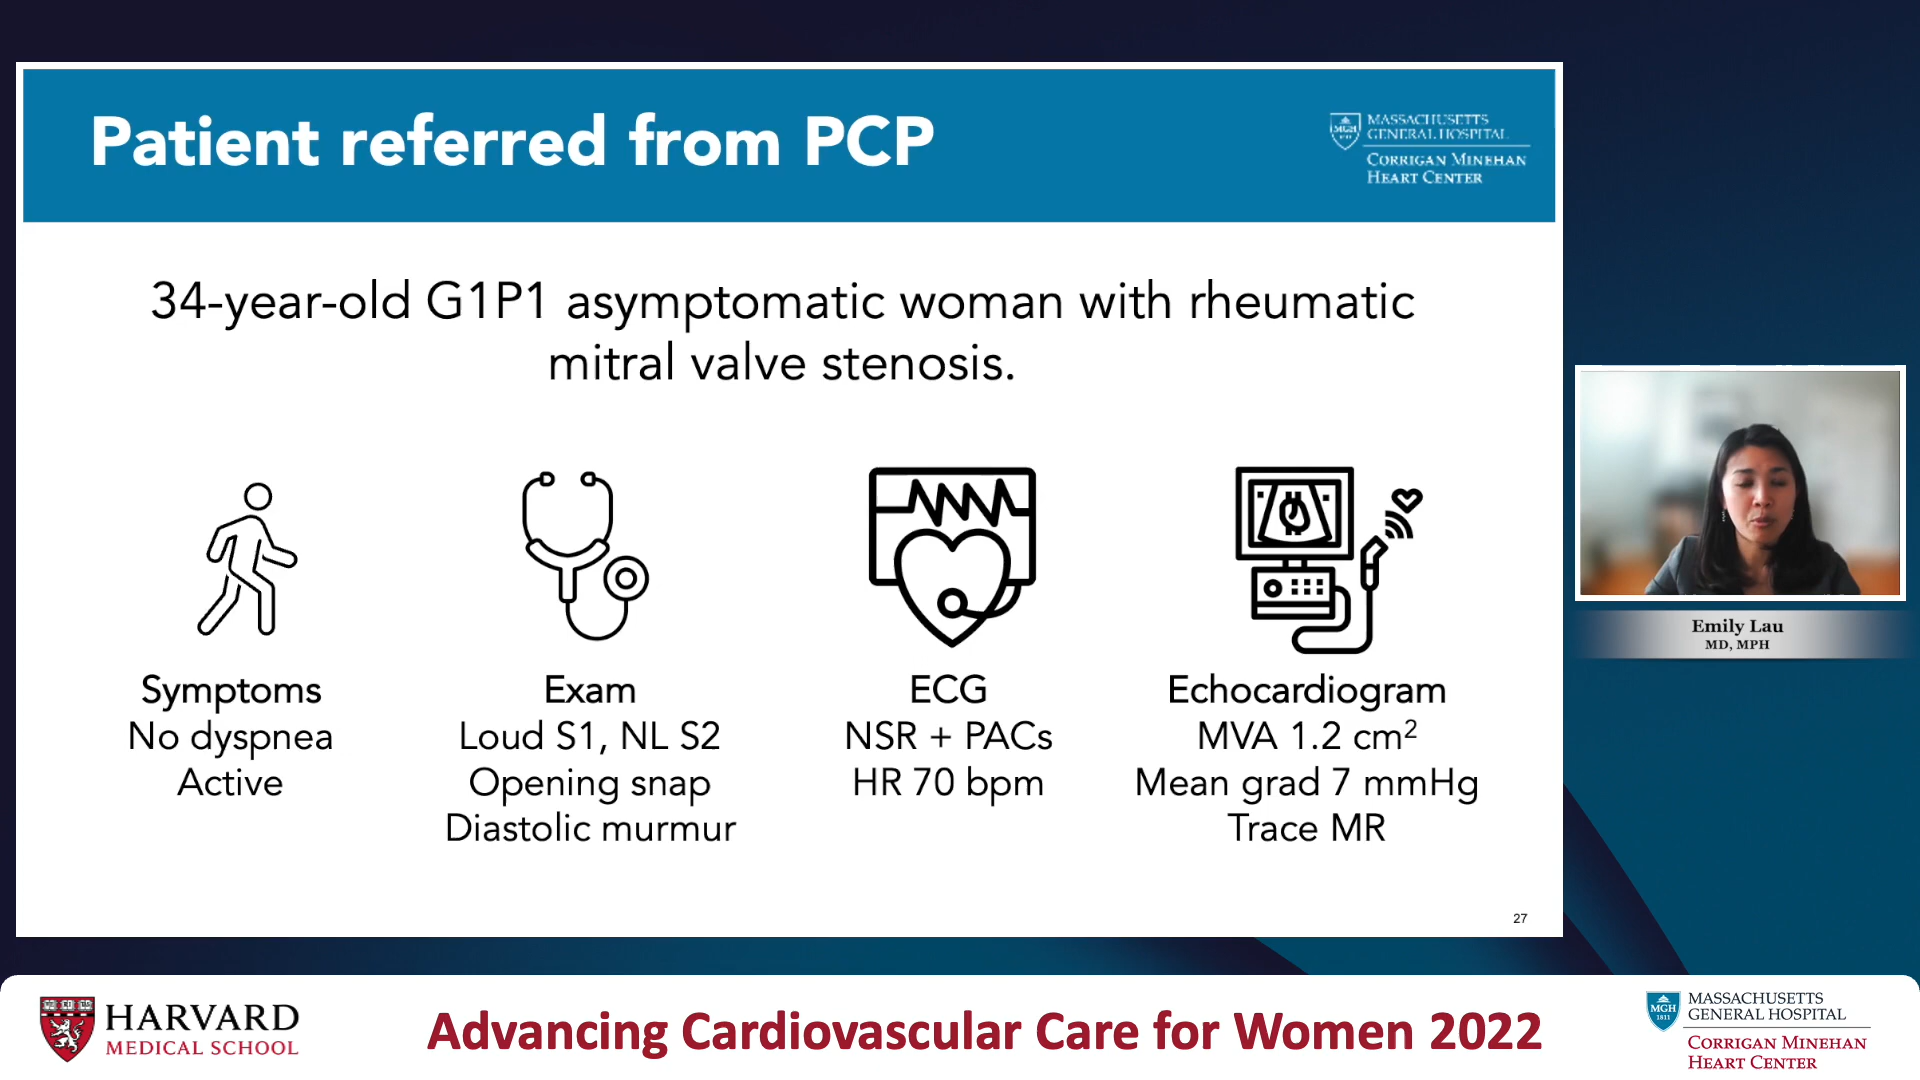 Patient referred from PCP
MASSACHUSETTS
GENERAL HOSPITAL
CORRIGAN MINEHAN
HEART CENTER
MGH
34-year-old G1P1 asymptomatic woman with rheumatic
mitral valve stenosis.
Symptoms
No dyspnea
Active
Exam
Loud S1, NL S2
Opening snap
Diastolic murmur
ECG
NSR + PACs
HR 70 bpm
Echocardiogram
MVA 1.2 cm²
Mean grad 7 mmHg
Trace MR
27
Emily Lau
MD, MPH
HARVARD
MEDICAL SCHOOL
Advancing Cardiovascular Care for Women 2022
MGH
1811
MASSACHUSETTS
GENERAL HOSPITAL
CORRIGAN MINEHAN
HEART CENTER